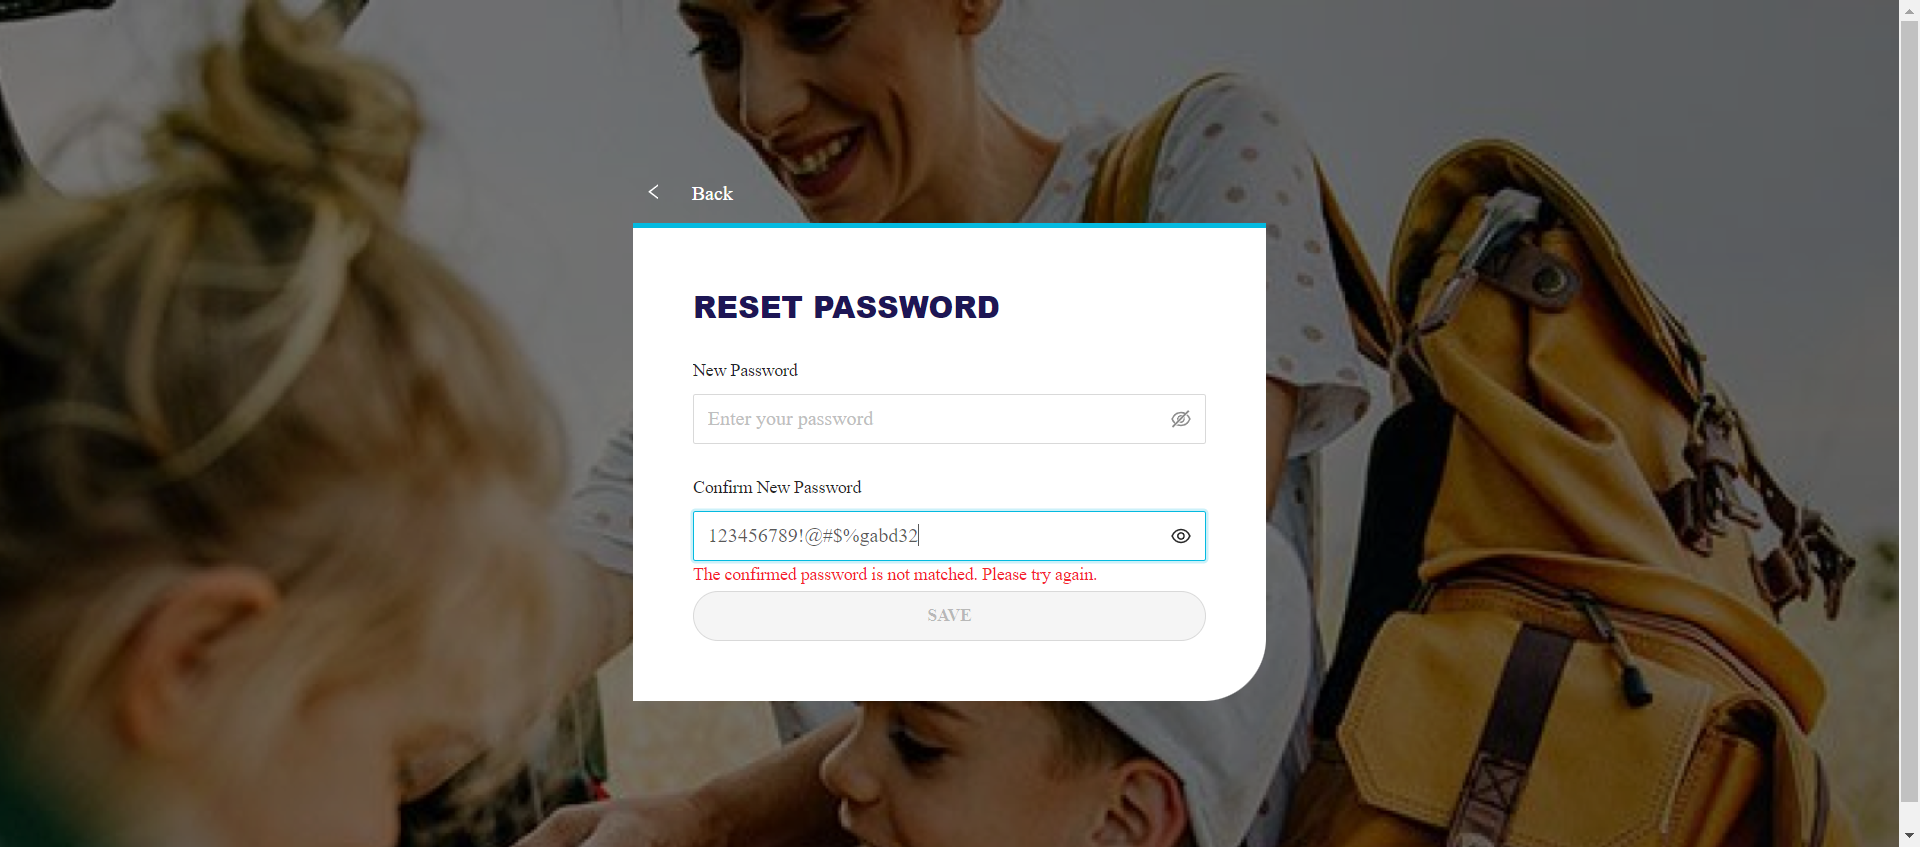 Back
RESET PASSWORD
New Password
Enter your password
Confirm New Password
123456789!@#$%gabd32
The confirmed password is not matched. Please try again.
SAVE